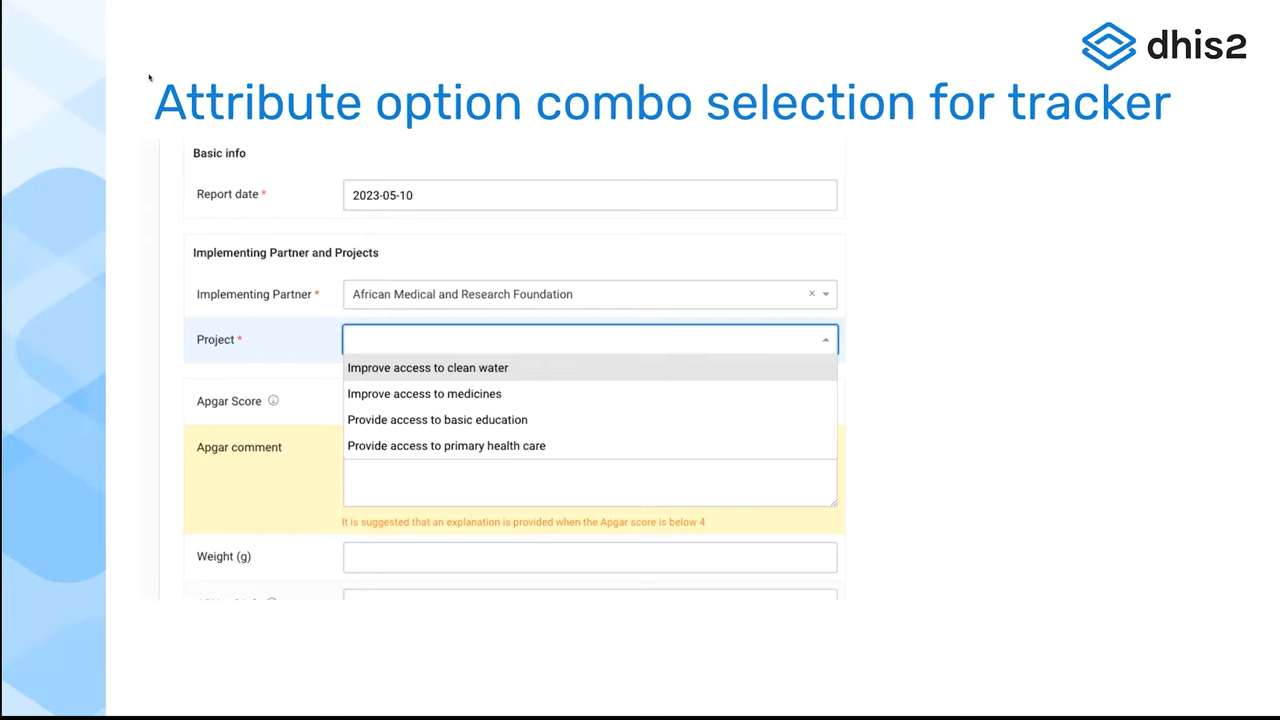 dhis2
Attribute option combo selection for tracker
Basic info
Report date *
2023-05-10
Implementing Partner and Projects
Implementing Partner *
African Medical and Research Foundation
Project *
Improve access to clean water
Improve access to medicines
Provide access to basic education
Provide access to primary health care
Apgar Score
Apgar comment
It is suggested that an explanation is provided when the Apgar score is below 4
Weight (g)